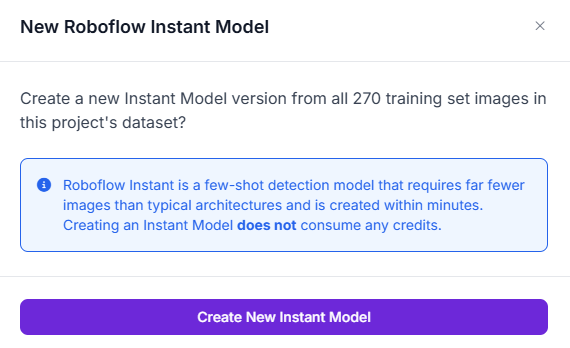 New Roboflow Instant Model
Create a new Instant Model version from all 270 training set images in
this project's dataset?
Roboflow Instant is a few-shot detection model that requires far fewer
images than typical architectures and is created within minutes.
Creating an Instant Model does not consume any credits.
Create New Instant Model